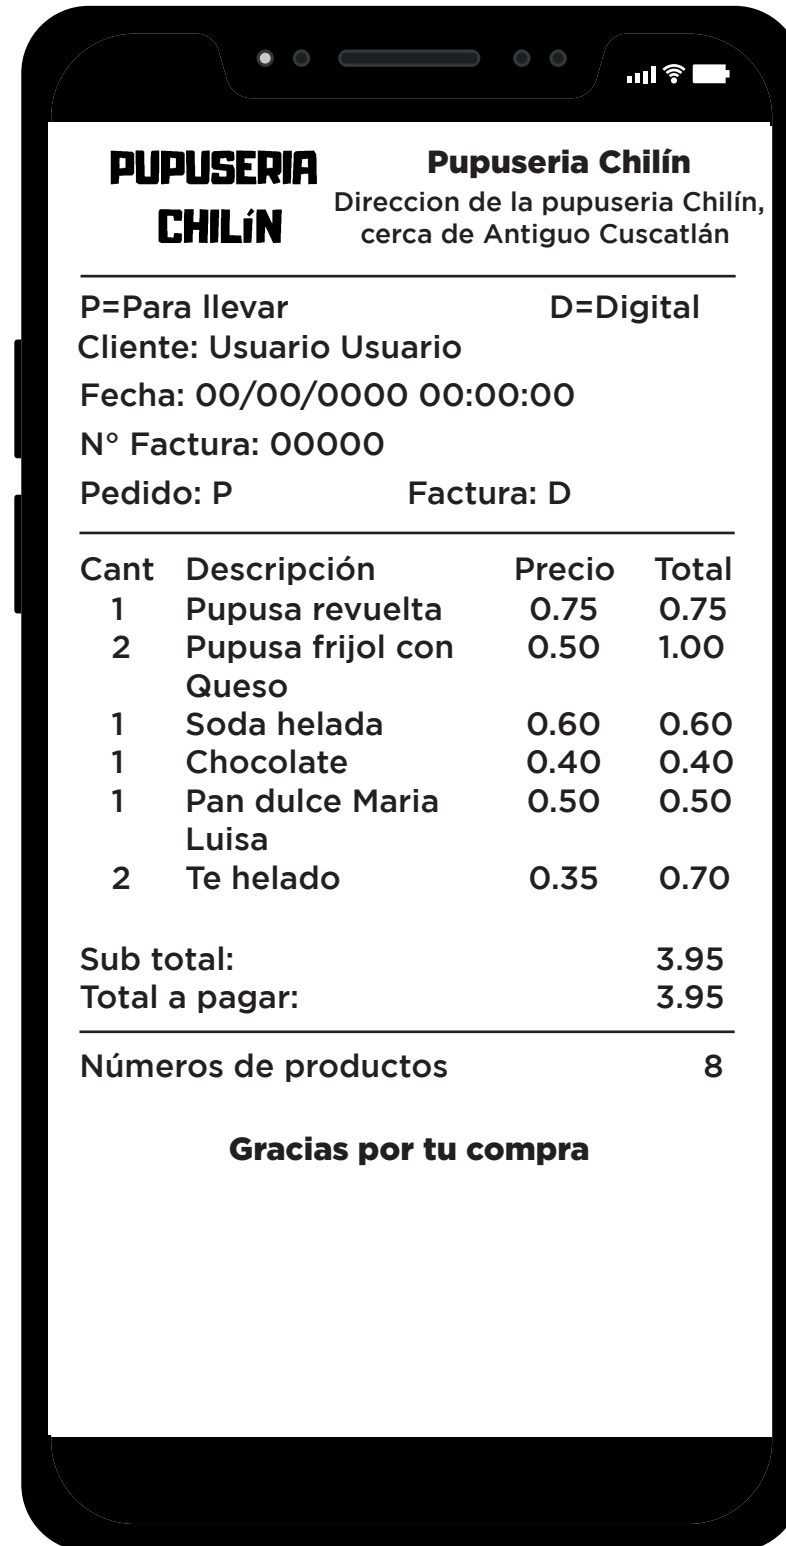 PUPUSERIA
CHILíN
Pupuseria Chilín
Direccion de la pupuseria Chilín,
cerca de Antiguo Cuscatlán
P=Para llevar D=Digital
Cliente: Usuario Usuario
Fecha: 00/00/0000 00:00:00
N° Factura: 00000
Pedido: P Factura: D
Cant Descripción Precio Total
1 Pupusa revuelta 0.75 0.75
2 Pupusa frijol con 0.50 1.00
Queso
1 Soda helada 0.60 0.60
1 Chocolate 0.40 0.40
1 Pan dulce Maria 0.50 0.50
Luisa
2 Te helado 0.35 0.70
Sub total: 3.95
Total a pagar: 3.95
Números de productos 8
Gracias por tu compra